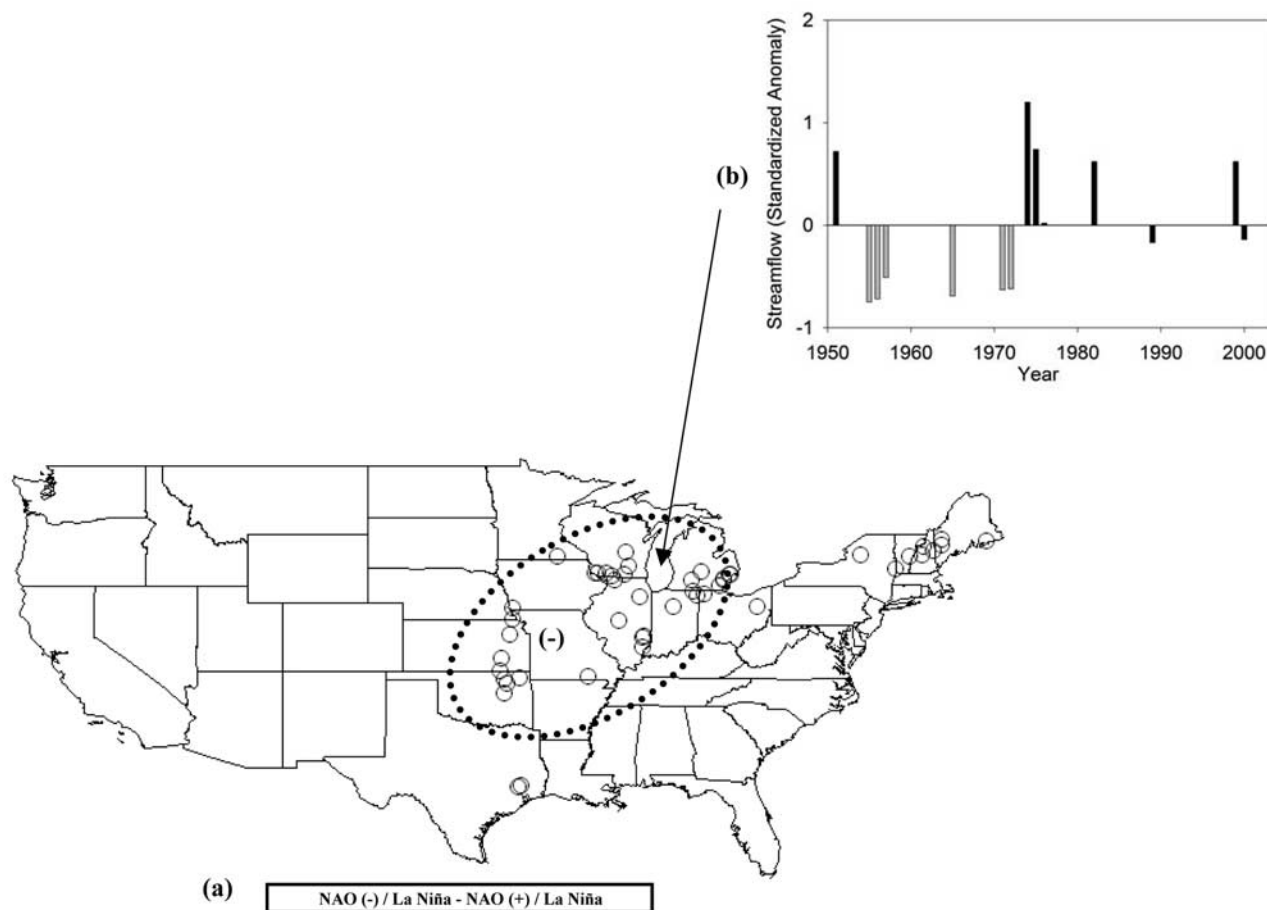 2
1
0
-1
1950 1960 1970 1980 1990 2000
Year
Streamflow (Standardized Anomaly)
(b)
(-)
(a)
NAO (-) / La Niña - NAO (+) / La Niña